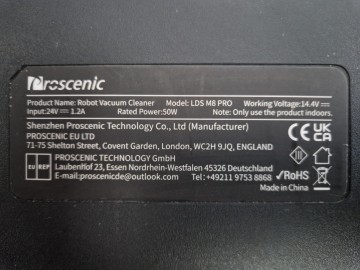 Proscenic
Product Name: Robot Vacuum Cleaner Model: LDS M8 PRO Working Voltage:14.4V⎓
Input:24V⎓ 1.2A Rated Power:50W Note: Only use the product indoors.
Shenzhen Proscenic Technology Co., Ltd (Manufacturer)
PROSCENIC EU LTD
71-75 Shelton Street, Covent Garden, London, WC2H 9JQ, ENGLAND
CE UK CA
EU REP
PROSCENIC TECHNOLOGY GmbH
Laubenhof 23, Essen Nordrhein-Westfalen 45326 Deutschland
E-mail:proscenicde@outlook.com Tel:+49211 9753 8868
III
✓RoHS
Made in China